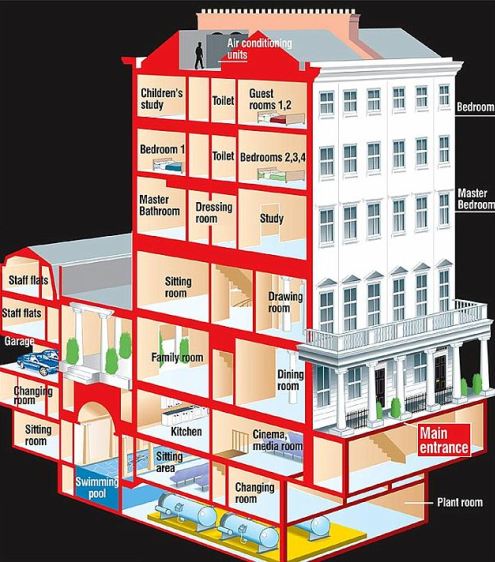 Air conditioning
units
Children's
study
Toilet
Guest
rooms 1,2
Bedroom
Bedroom 1
Toilet
Bedrooms 2,3,4
Master
Bathroom
Dressing
room
Study
Master
Bedroom
Sitting
room
Drawing
room
Staff flats
Staff flats
Garage
Family room
Dining
room
Changing
room
Sitting
room
Kitchen
Cinema,
media room
Main
entrance
Sitting
area
Swimming
pool
Changing
room
Plant room